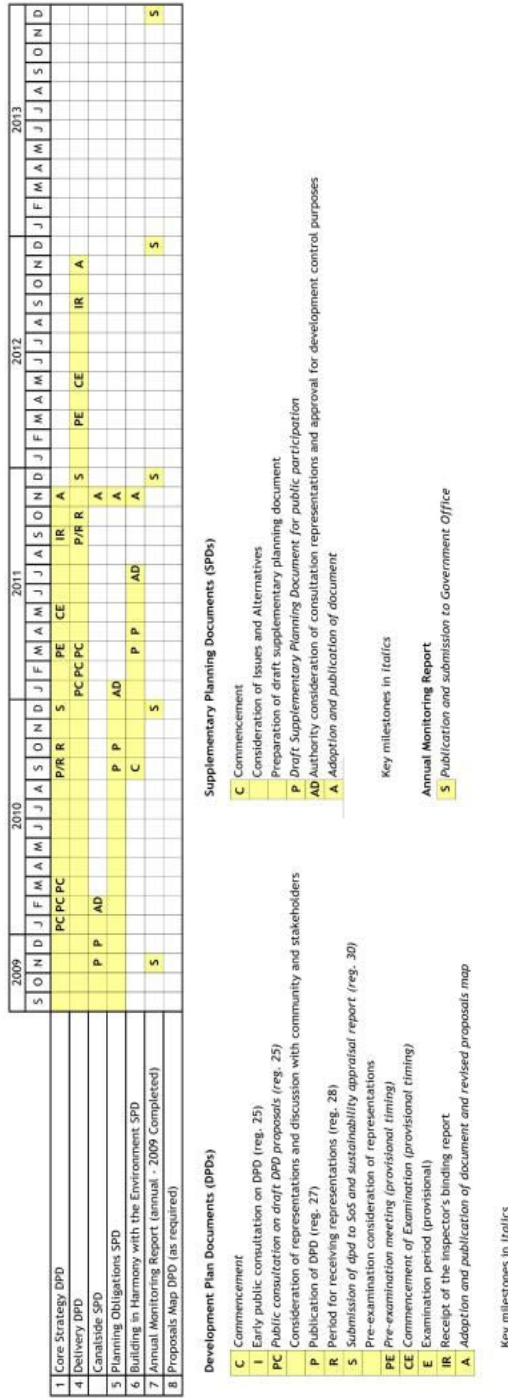 2009 2010 2011 2012 2013
S O N D J F M A M J J A S O N D J F M A M J J A S O N D J F M A M J J A S O N D J F M A M J J A S O N D
1 Core Strategy DPD PC PC PC P/R R S PE CE IR A
4 Delivery DPD PC PC PC P/R R S PE CE IR A
Canalside SPD P P AD A
5 Planning Obligations SPD P P AD A
6 Building in Harmony with the Environment SPD C P P AD A
7 Annual Monitoring Report (annual - 2009 Completed) S S S S S
8 Proposals Map DPD (as required)
Development Plan Documents (DPDs)
C Commencement
I Early public consultation on DPD (reg. 25)
PC Public consultation on draft DPD proposals (reg. 25)
Consideration of representations and discussion with community and stakeholders
P Publication of DPD (reg. 27)
R Period for receiving representations (reg. 28)
S Submission of dpd to SoS and sustainability appraisal report (reg. 30)
Pre-examination consideration of representations
PE Pre-examination meeting (provisional timing)
CE Commencement of Examination (provisional timing)
E Examination period (provisional)
IR Receipt of the inspector's binding report
A Adoption and publication of document and revised proposals map
Key milestones in italics
Supplementary Planning Documents (SPDs)
C Commencement
Consideration of Issues and Alternatives
Preparation of draft supplementary planning document
P Draft Supplementary Planning Document for public participation
AD Authority consideration of consultation representations and approval for development control purposes
A Adoption and publication of document
Key milestones in italics
Annual Monitoring Report
S Publication and submission to Government Office